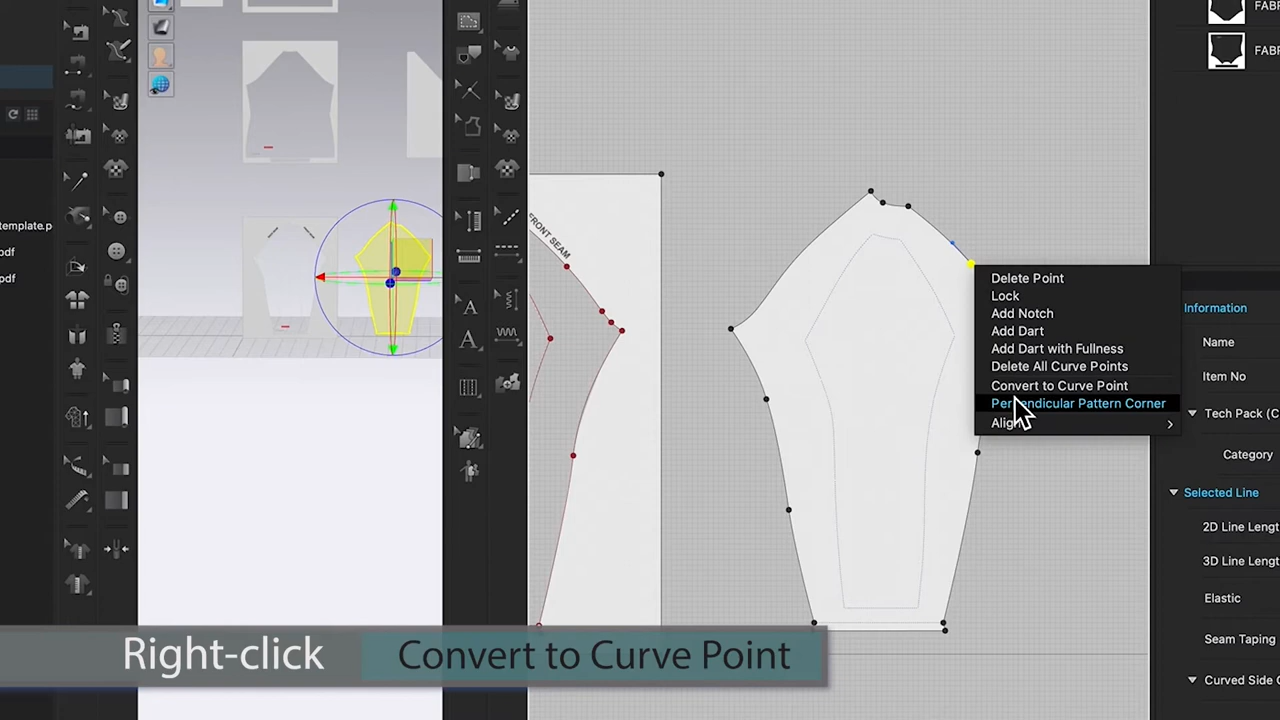 FABR
FABR
template.p
pdf
pdf
FRONT SEAM
Delete Point
Lock
Add Notch
Add Dart
Add Dart with Fullness
Delete All Curve Points
Convert to Curve Point
Perpendicular Pattern Corner
Align
Information
Name
Item No
Tech Pack (C
Category
Selected Line
2D Line Lengt
3D Line Lengt
Elastic
Seam Taping
Curved Side G
Right-click Convert to Curve Point